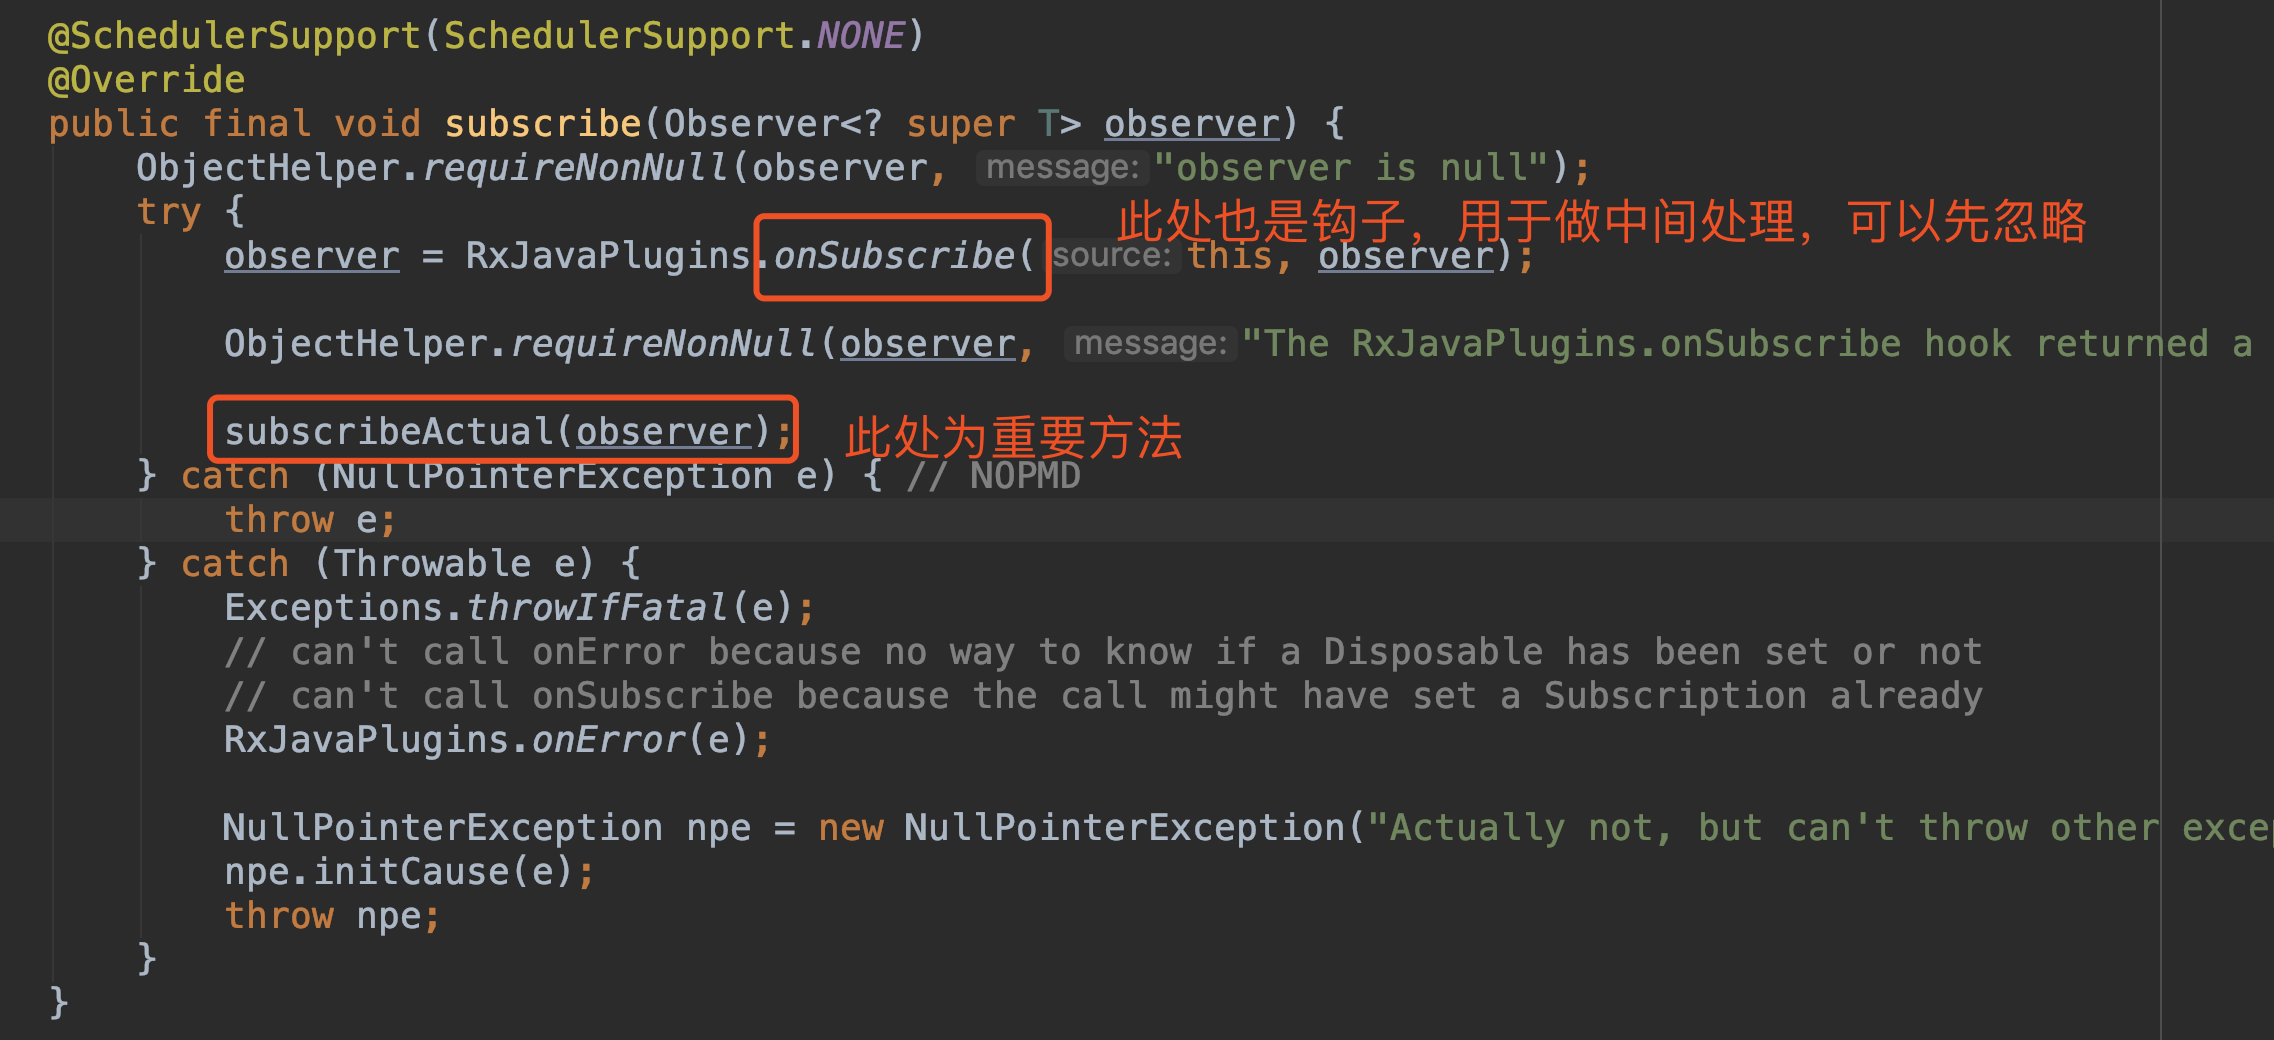 @SchedulerSupport(SchedulerSupport.NONE)
@Override
public final void subscribe(Observer<? super T> observer) {
ObjectHelper.requireNonNull(observer, message: "observer is null");
try {
此处也是钩子，用于做中间处理，可以先忽略
observer = RxJavaPlugins.onSubscribe( source: this, observer);
ObjectHelper.requireNonNull(observer, message: "The RxJavaPlugins.onSubscribe hook returned a
subscribeActual(observer);
此处为重要方法
} catch (NullPointerException e) { // NOPMD
throw e;
} catch (Throwable e) {
Exceptions.throwIfFatal(e);
// can't call onError because no way to know if a Disposable has been set or not
// can't call onSubscribe because the call might have set a Subscription already
RxJavaPlugins.onError(e);
NullPointerException npe = new NullPointerException("Actually not, but can't throw other
npe.initCause(e);
throw npe;
}
}